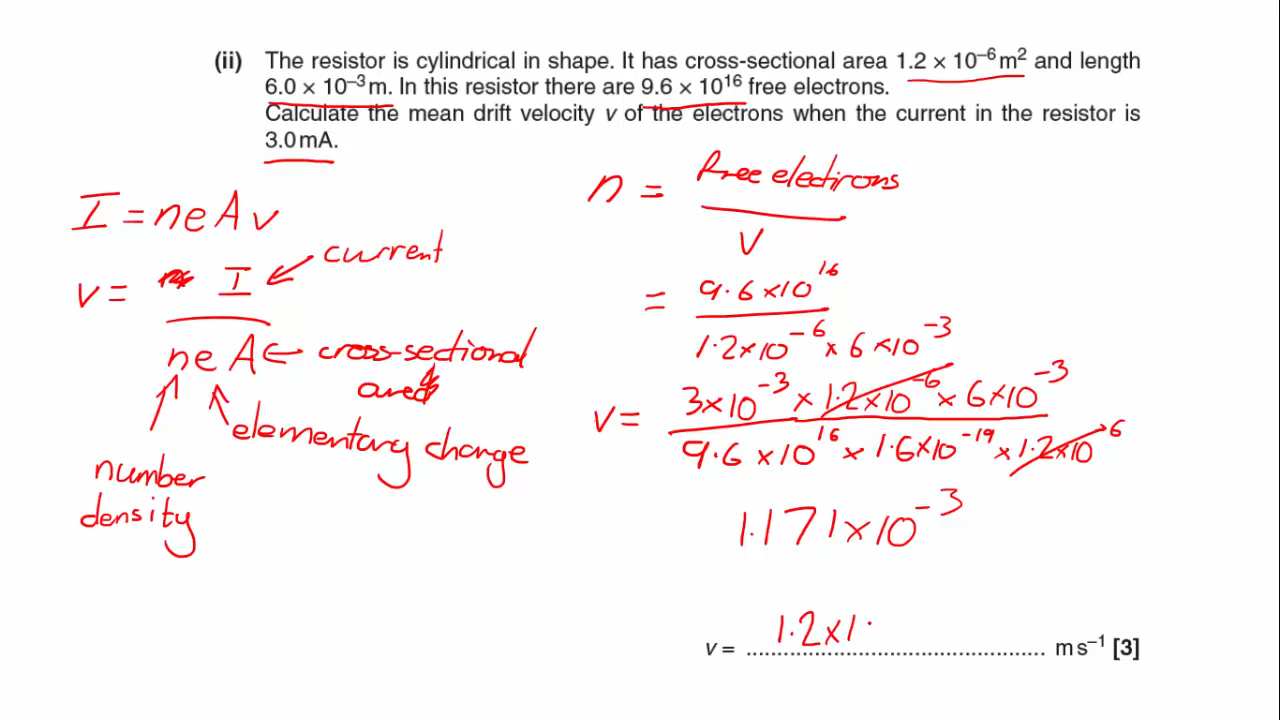 (ii) The resistor is cylindrical in shape. It has cross-sectional area 1.2 × 10⁻⁶ m² and length
6.0 × 10⁻³ m. In this resistor there are 9.6 × 10¹⁶ free electrons.
Calculate the mean drift velocity v of the electrons when the current in the resistor is
3.0 mA.
I = neAv
v = I / neA
current
cross-sectional
area
elementary charge
number
density
n = free electrons / V
= 9.6 × 10¹⁶ / 1.2 × 10⁻⁶ × 6 × 10⁻³
v = 3 × 10⁻³ × 1.2 × 10⁻⁶ × 6 × 10⁻³ / 9.6 × 10¹⁶ × 1.6 × 10⁻¹⁹ × 1.2 × 10⁻⁶
1.171 × 10⁻³
1.2 × 1
v = ............................................. m s⁻¹ [3]